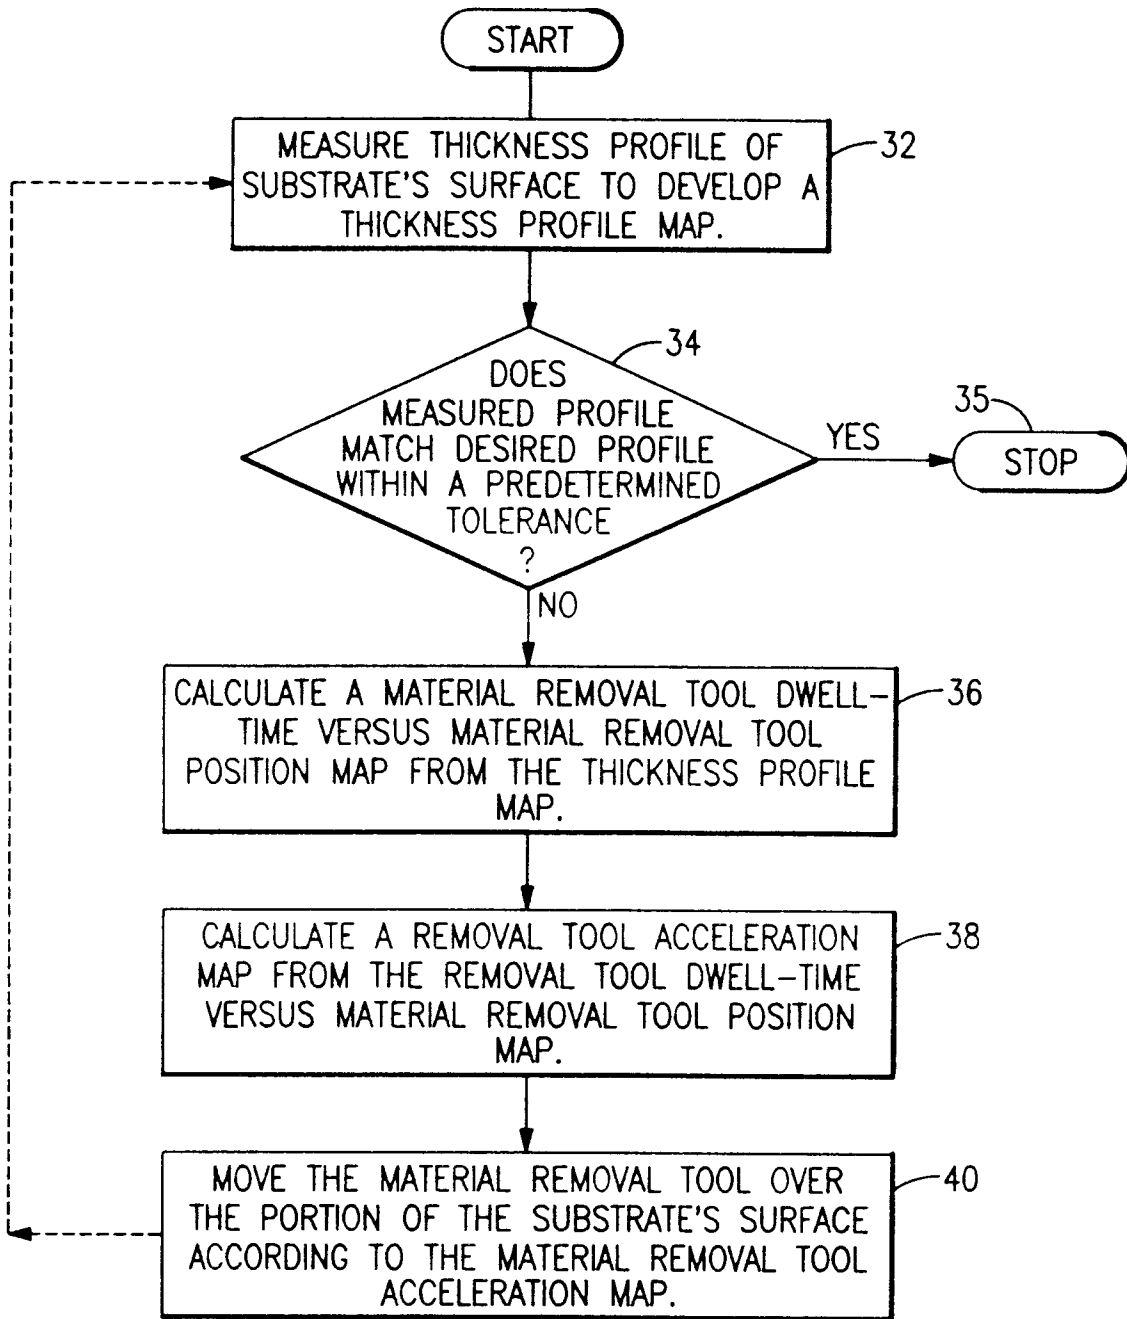 START
MEASURE THICKNESS PROFILE OF
SUBSTRATE'S SURFACE TO DEVELOP A
THICKNESS PROFILE MAP.
32
DOES
MEASURED PROFILE
MATCH DESIRED PROFILE
WITHIN A PREDETERMINED
TOLERANCE
?
34
YES
35
STOP
NO
CALCULATE A MATERIAL REMOVAL TOOL DWELL-
TIME VERSUS MATERIAL REMOVAL TOOL
POSITION MAP FROM THE THICKNESS PROFILE
MAP.
36
CALCULATE A REMOVAL TOOL ACCELERATION
MAP FROM THE REMOVAL TOOL DWELL-TIME
VERSUS MATERIAL REMOVAL TOOL POSITION
MAP.
38
MOVE THE MATERIAL REMOVAL TOOL OVER
THE PORTION OF THE SUBSTRATE'S SURFACE
ACCORDING TO THE MATERIAL REMOVAL TOOL
ACCELERATION MAP.
40